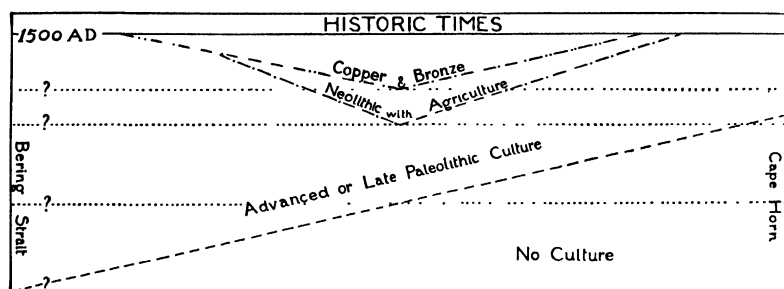 HISTORIC TIMES
1500 AD
Copper & Bronze
?
Neolithic with Agriculture
?
Advanced or Late Paleolithic Culture
Bering Strait
Cape Horn
?
No Culture
?